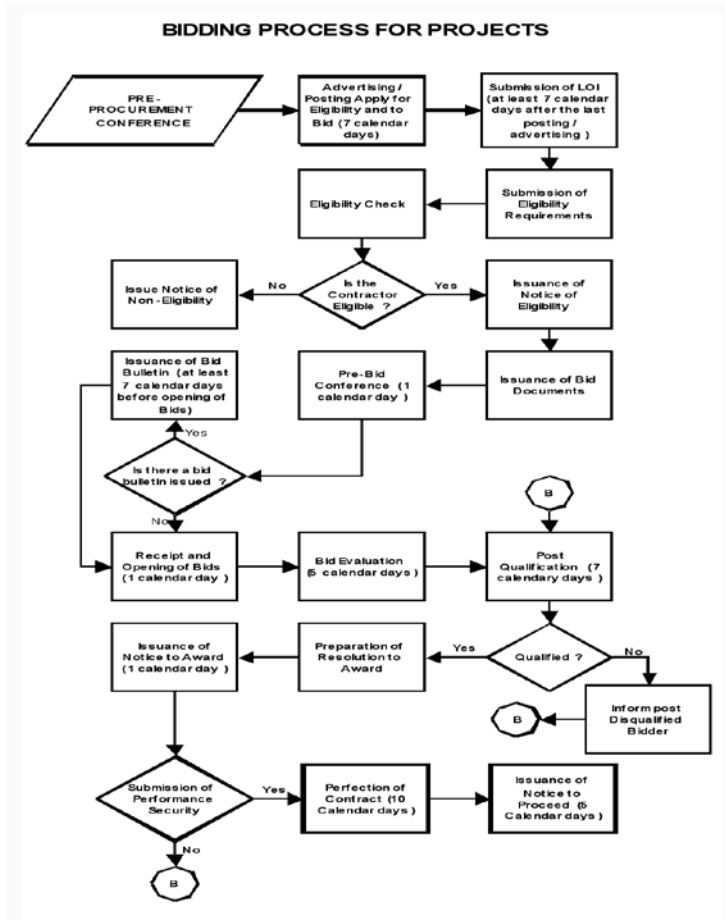 BIDDING PROCESS FOR PROJECTS
PRE-
PROCUREMENT
CONFERENCE
Advertising /
Posting Apply for
Eligibility and to
Bid (7 calendar
days)
Submission of LOI
(at least 7 calendar
days after the last
posting /
advertising )
Eligibility Check
Submission of
Eligibility
Requirements
Issue Notice of
Non-Eligibility
No
Is the
Contractor
Eligible ?
Yes
Issuance of
Notice of
Eligibility
Issuance of Bid
Bulletin (at least
7 calendar days
before opening of
Bids)
Pre-Bid
Conference (1
calendar day )
Issuance of Bid
Documents
Yes
Is there a bid
bulletin issued ?
No
B
Receipt and
Opening of Bids
(1 calendar day )
Bid Evaluation
(5 calendar days )
Post
Qualification (7
calendary days )
Issuance of
Notice to Award
(1 calendar day )
Preparation of
Resolution to
Award
Yes
Qualified ?
No
B
Inform post
Disqualified
Bidder
Submission of
Performance
Security
Yes
Perfection of
Contract (10
Calendar days )
Issuance of
Notice to
Proceed (5
Calendar days )
No
B